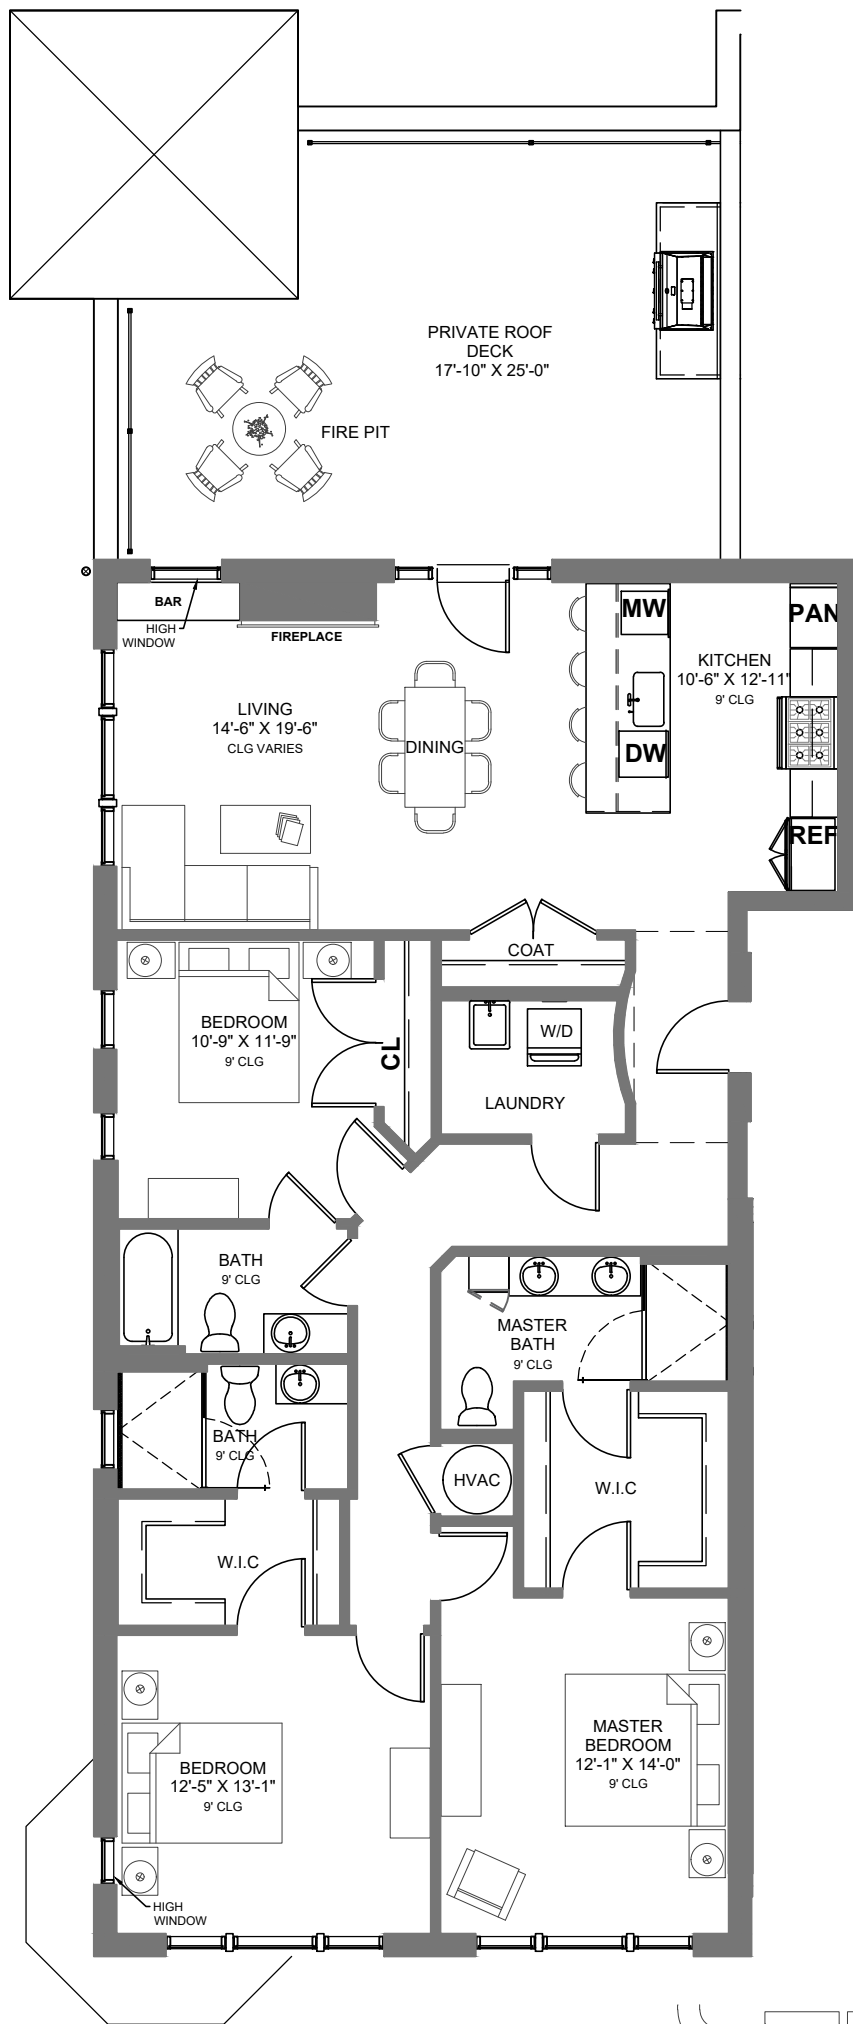 PRIVATE ROOF
DECK
17'-10" X 25'-0"
FIRE PIT
BAR
HIGH
WINDOW
FIREPLACE
MW
PAN
KITCHEN
10'-6" X 12'-11"
9' CLG
LIVING
14'-6" X 19'-6"
CLG VARIES
DINING
DW
REF
COAT
BEDROOM
10'-9" X 11'-9"
9' CLG
CL
W/D
LAUNDRY
BATH
9' CLG
MASTER
BATH
9' CLG
BATH
9' CLG
HVAC
W.I.C
W.I.C
MASTER
BEDROOM
12'-1" X 14'-0"
9' CLG
BEDROOM
12'-5" X 13'-1"
9' CLG
HIGH
WINDOW